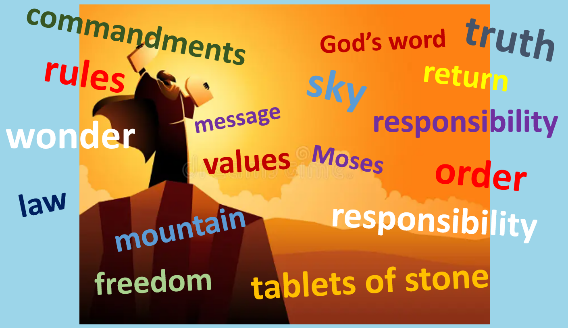 commandments
God's word
truth
rules
sky
return
message
responsibility
wonder
values
Moses
order
law
mountain
responsibility
freedom
tablets of stone